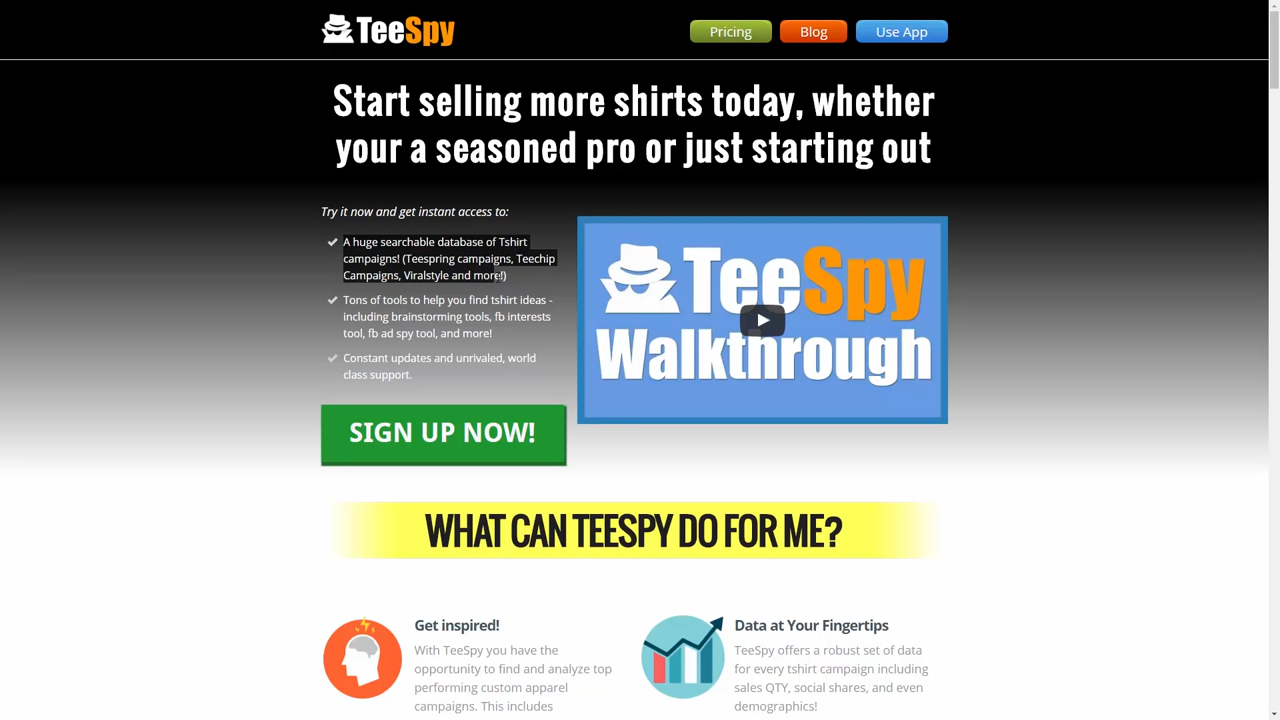 TeeSpy
Pricing
Blog
Use App
Start selling more shirts today, whether
your a seasoned pro or just starting out
Try it now and get instant access to:
A huge searchable database of Tshirt
campaigns! (Teespring campaigns, Teechip
Campaigns, Viralstyle and more!)
Tons of tools to help you find tshirt ideas -
including brainstorming tools, fb interests
tool, fb ad spy tool, and more!
Constant updates and unrivaled, world
class support.
SIGN UP NOW!
TeeSpy
Walkthrough
WHAT CAN TEESPY DO FOR ME?
Get inspired!
With TeeSpy you have the
opportunity to find and analyze top
performing custom apparel
campaigns. This includes
Data at Your Fingertips
TeeSpy offers a robust set of data
for every tshirt campaign including
sales QTY, social shares, and even
demographics!